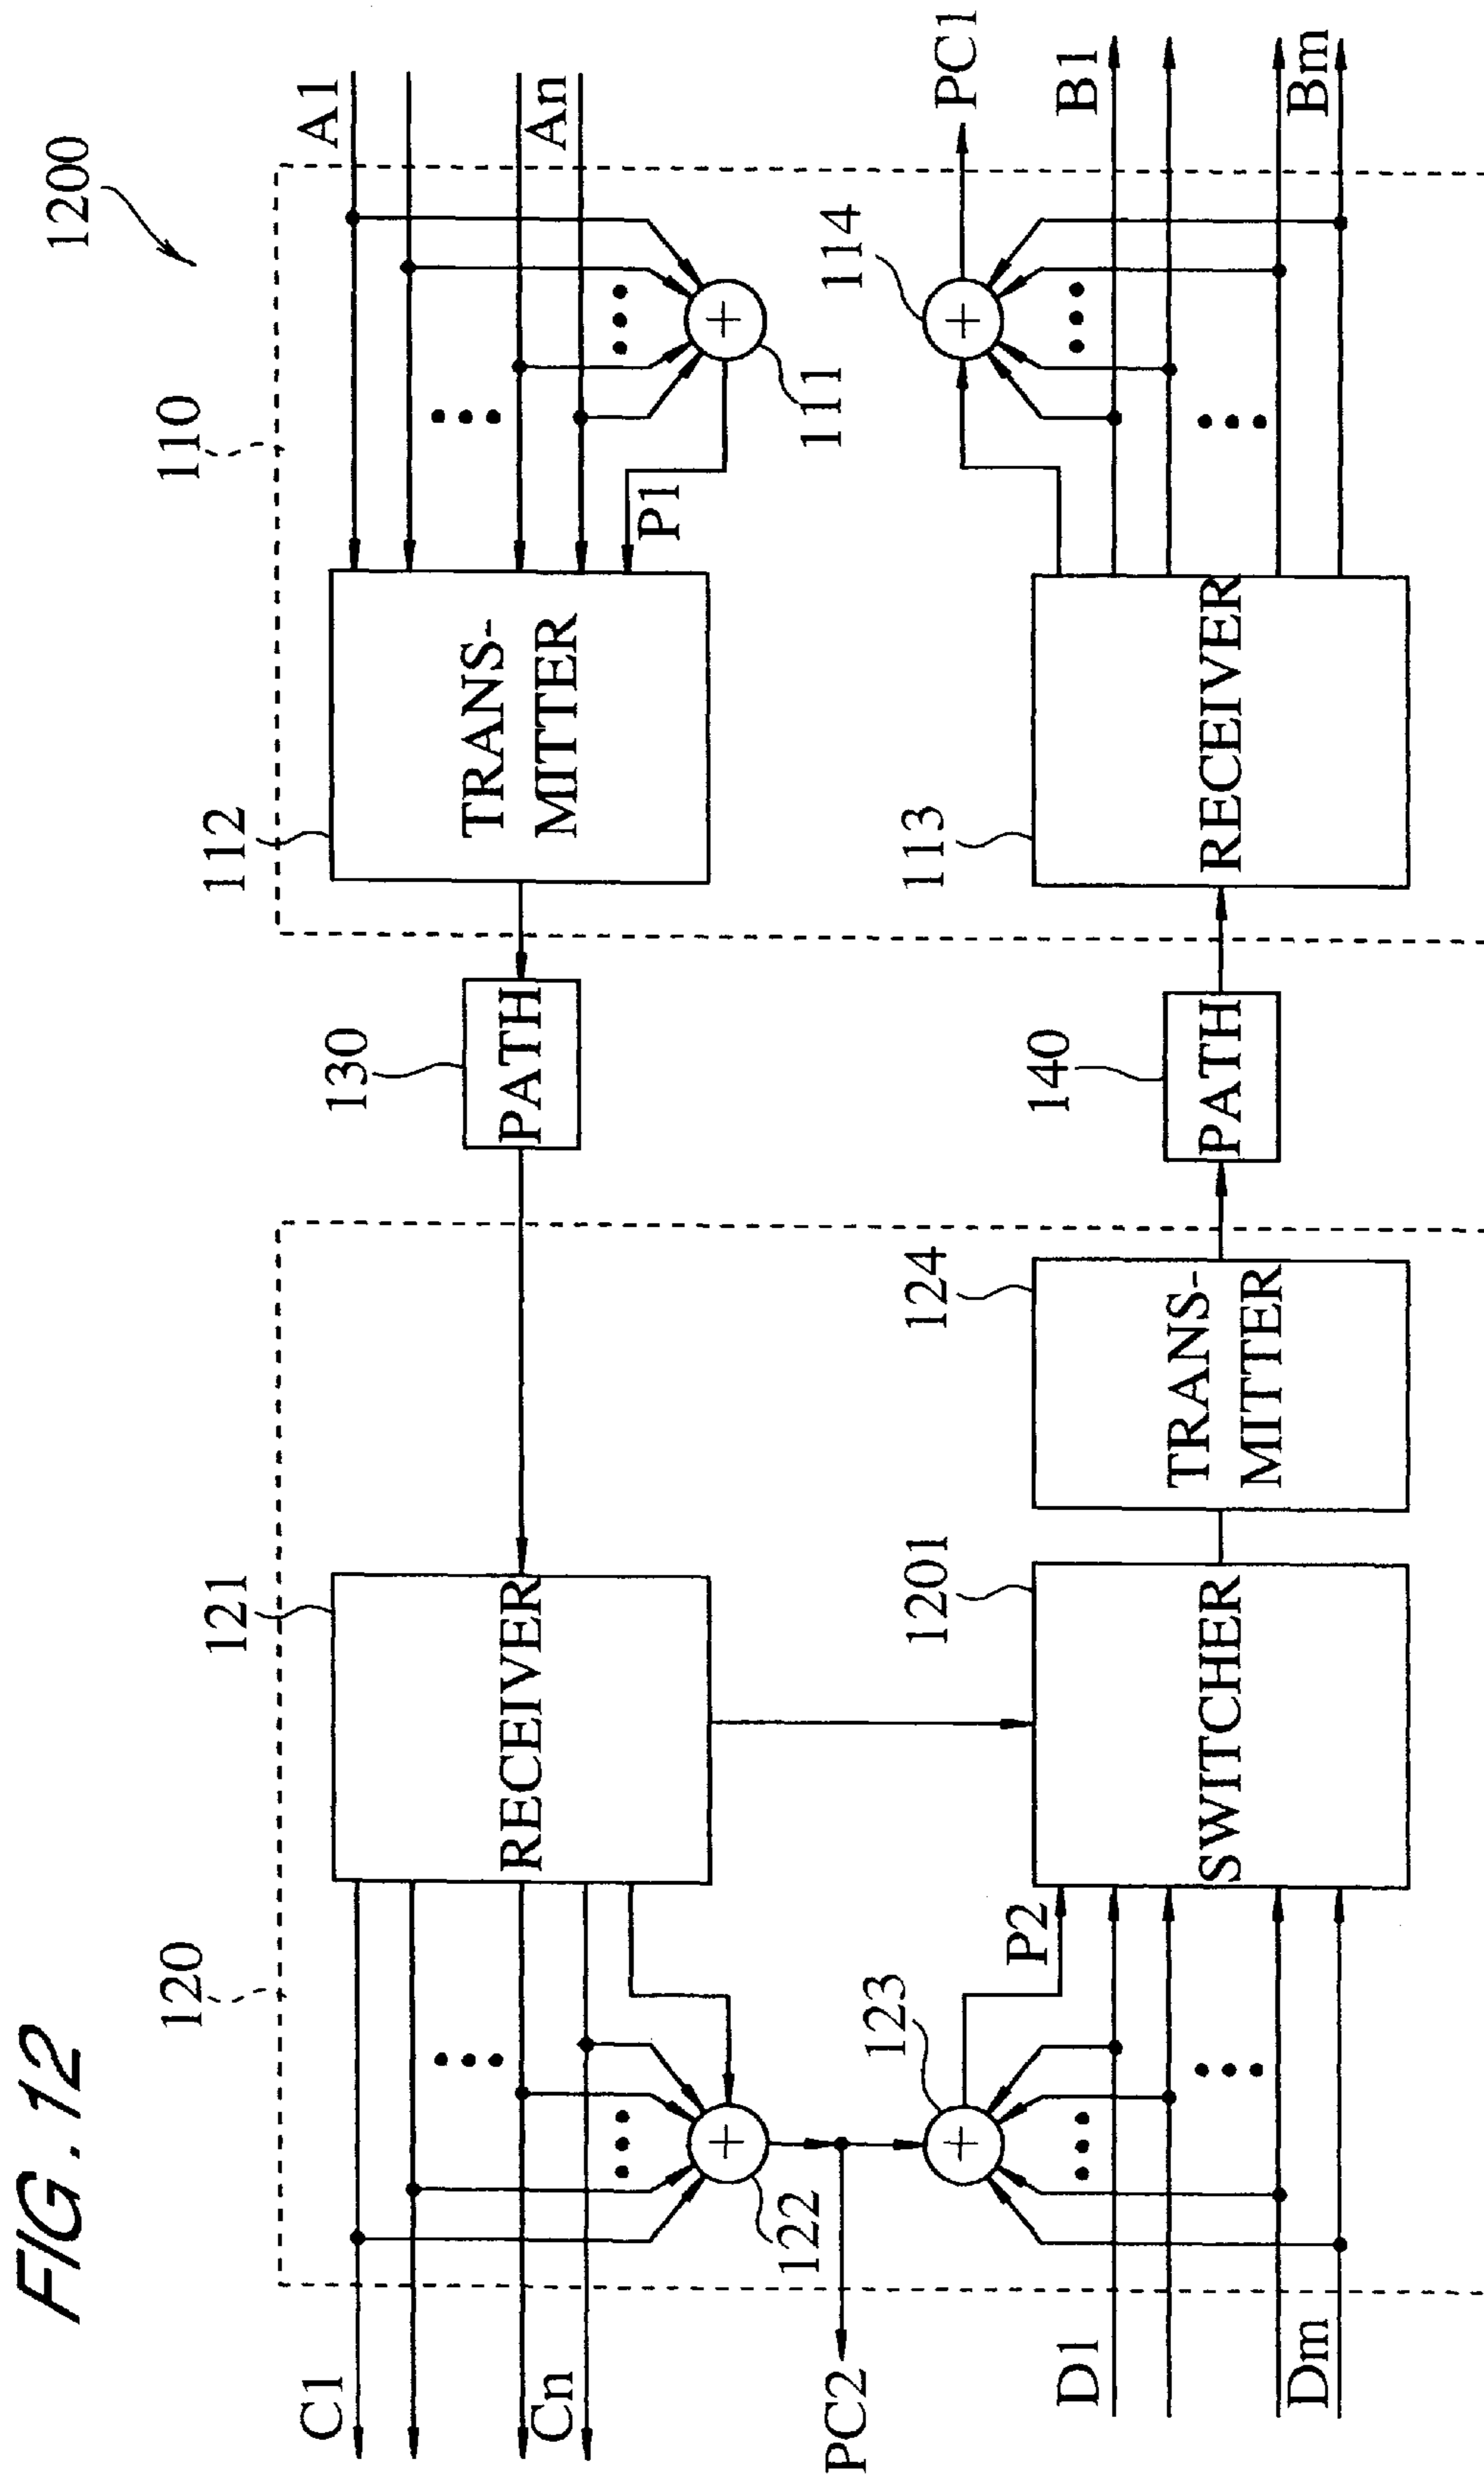 FIG. 12
1200
120
110
C1
Cn
121
RECEIVER
130
PATH
112
TRANS-
MITTER
A1
An
P1
111
122
PC2
123
P2
114
PC1
D1
Dm
1201
SWITCHER
124
TRANS-
MITTER
140
PATH
113
RECEIVER
B1
Bm